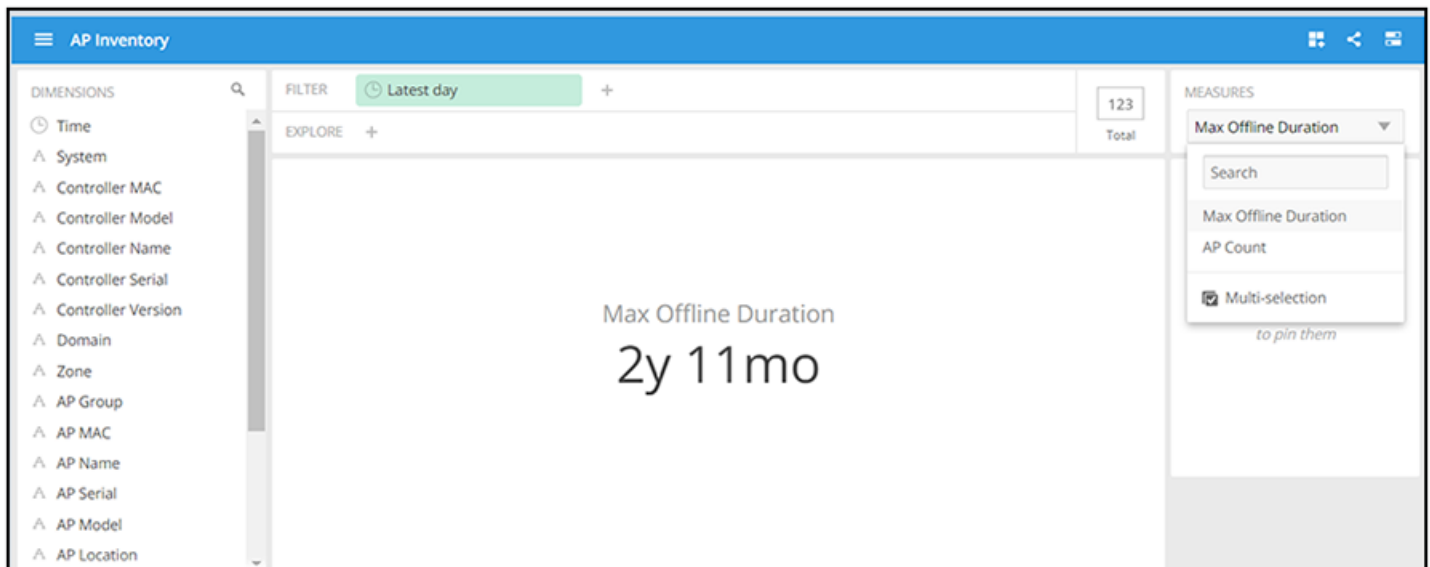 AP Inventory
DIMENSIONS
Time
System
Controller MAC
Controller Model
Controller Name
Controller Serial
Controller Version
Domain
Zone
AP Group
AP MAC
AP Name
AP Serial
AP Model
AP Location
FILTER Latest day +
EXPLORE +
123
Total
Max Offline Duration
2y 11mo
MEASURES
Max Offline Duration
Search
Max Offline Duration
AP Count
Multi-selection
to pin them